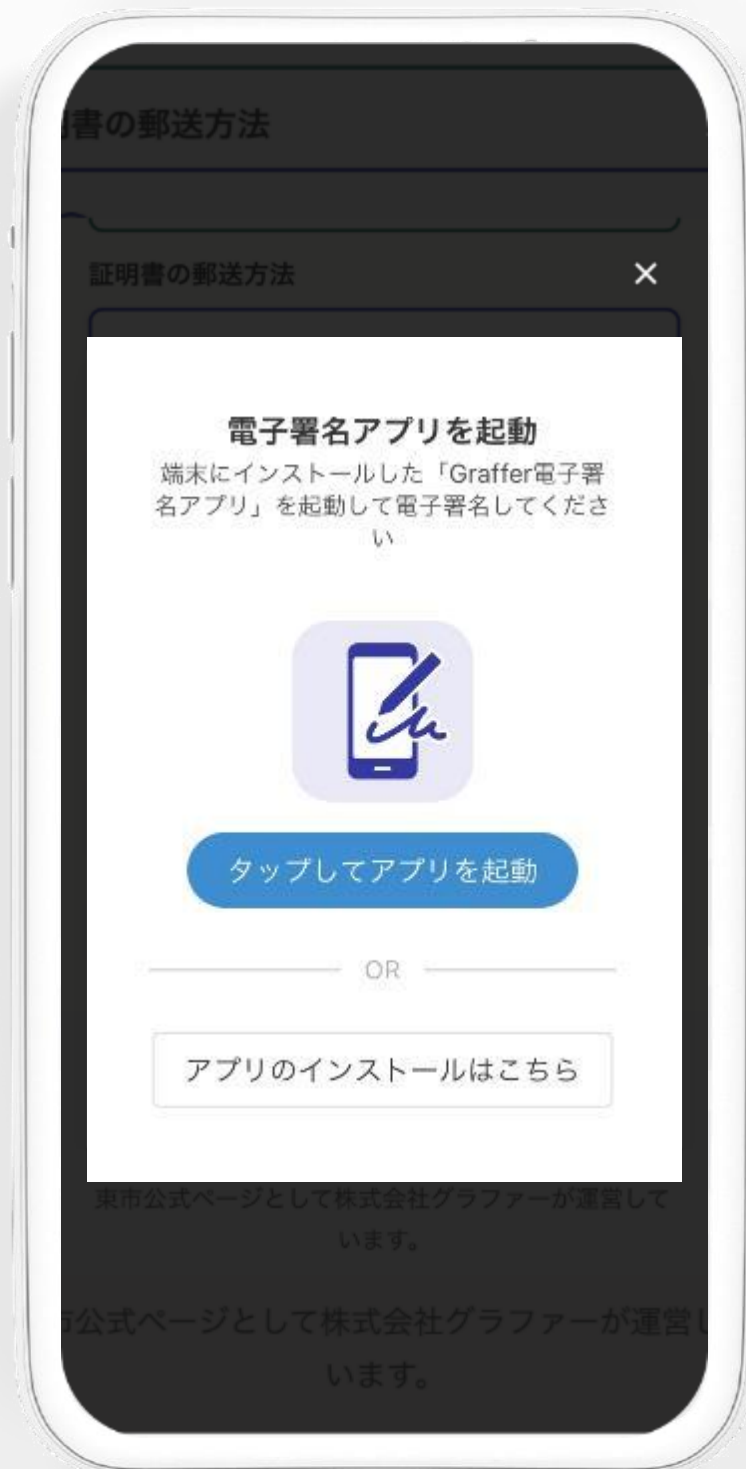 書の郵送方法
証明書の郵送方法
×
電子署名アプリを起動
端末にインストールした「Graffer電子署
名アプリ」を起動して電子署名してくださ
い
タップしてアプリを起動
OR
アプリのインストールはこちら
東市公式ページとして株式会社グラファーが運営して
います。
市公式ページとして株式会社グラファーが運営し
います。